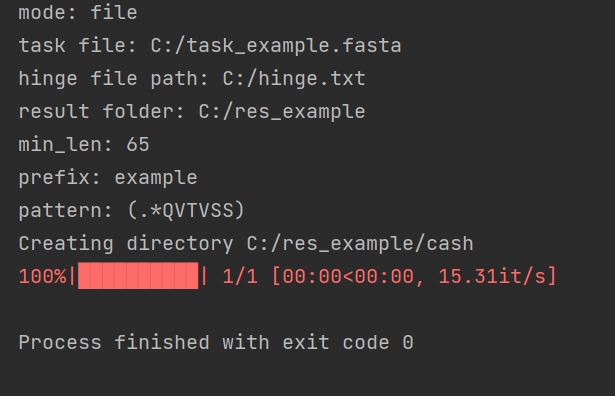 mode: file
task file: C:/task_example.fasta
hinge file path: C:/hinge.txt
result folder: C:/res_example
min_len: 65
prefix: example
pattern: (.*QVTVSS)
Creating directory C:/res_example/cash
100%|██████████| 1/1 [00:00<00:00, 15.31it/s]
Process finished with exit code 0